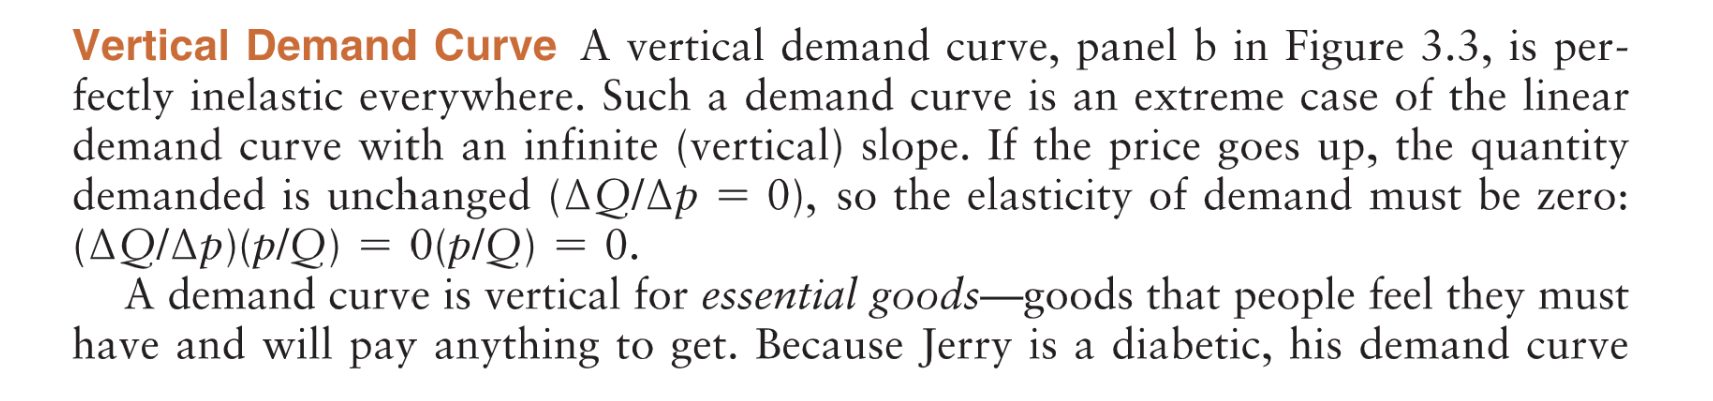 Vertical Demand Curve A vertical demand curve, panel b in Figure 3.3, is per-
fectly inelastic everywhere. Such a demand curve is an extreme case of the linear
demand curve with an infinite (vertical) slope. If the price goes up, the quantity
demanded is unchanged (ΔQ/Δp = 0), so the elasticity of demand must be zero:
(ΔQ/Δp)(p/Q) = 0(p/Q) = 0.
A demand curve is vertical for essential goods—goods that people feel they must
have and will pay anything to get. Because Jerry is a diabetic, his demand curve